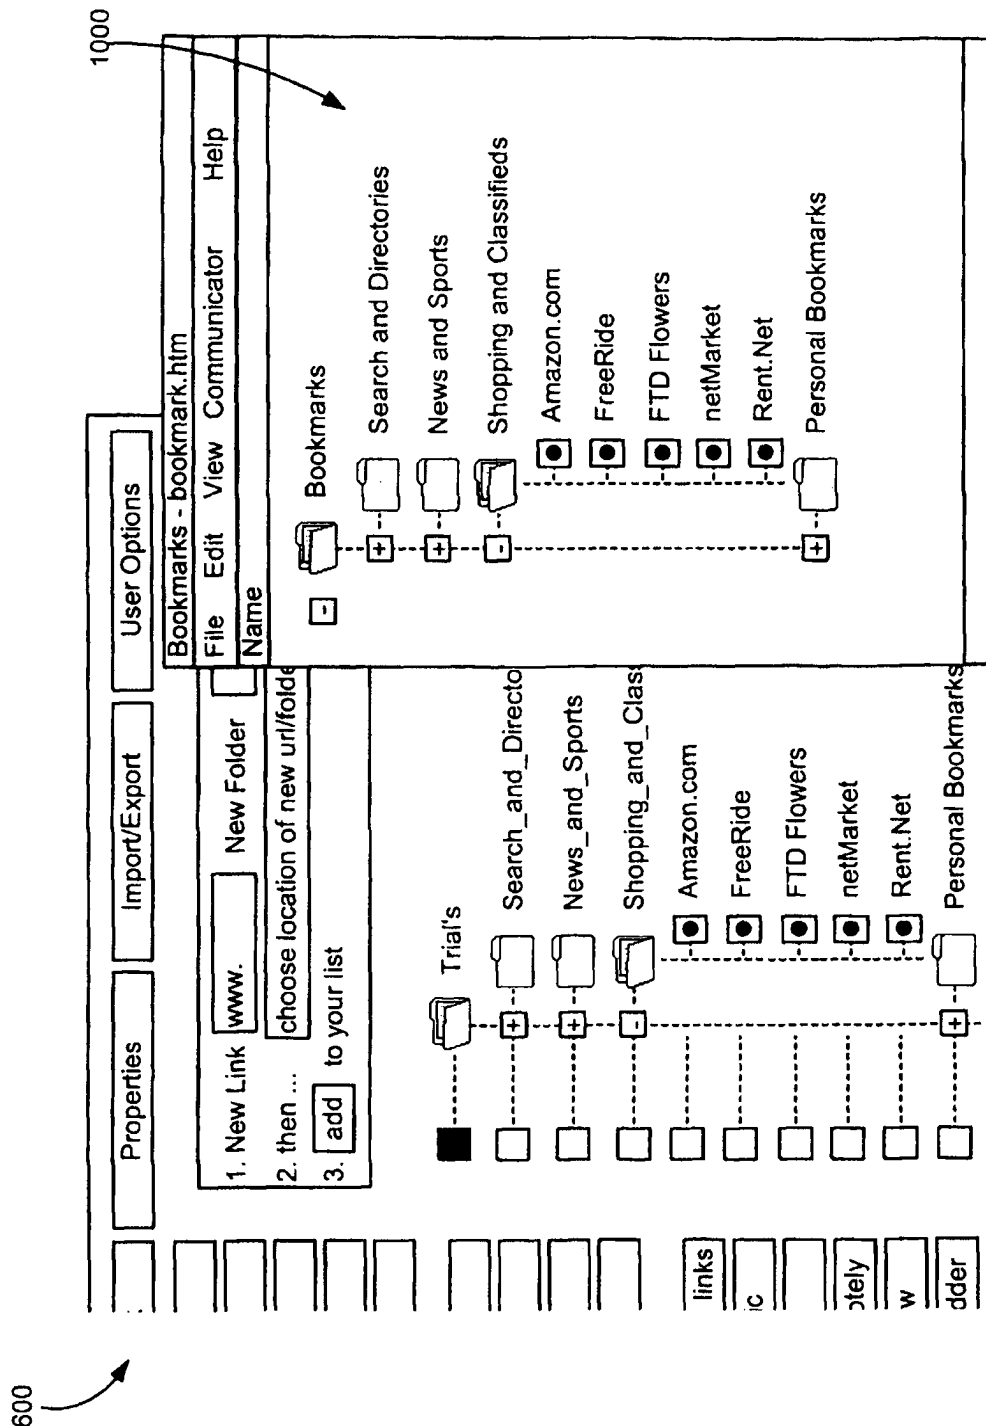 600
1000
Properties
Import/Export
User Options
1. New Link
www.
New Folder
2. then ...
choose location of new url/folde
3. add to your list
Trial's
+ Search_and_Directo
+ News_and_Sports
- Shopping_and_Clas
Amazon.com
FreeRide
FTD Flowers
netMarket
Rent.Net
+ Personal Bookmarks
links
otely
w
dder
Bookmarks - bookmark.htm
File Edit View Communicator Help
Name
- Bookmarks
+ Search and Directories
+ News and Sports
- Shopping and Classifieds
Amazon.com
FreeRide
FTD Flowers
netMarket
Rent.Net
+ Personal Bookmarks